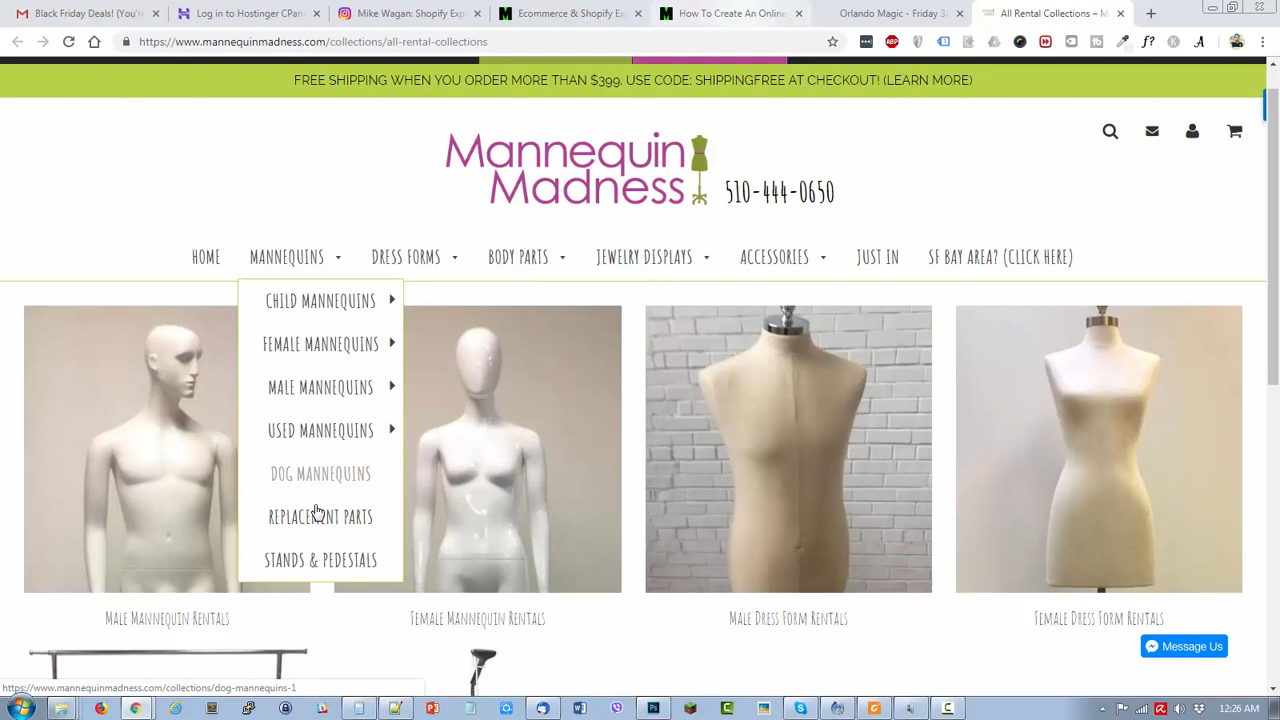 Black Friday Deals! (You're
Log in to Hostinger CPan
Mike Wagan: Shopify Exp
Ecommerce & Shopify Ex
How To Create An Online
Orlando Magic - Friday 3/
All Rental Collections – M
https://www.mannequinmadness.com/collections/all-rental-collections
FREE SHIPPING WHEN YOU ORDER MORE THAN $399. USE CODE: SHIPPINGFREE AT CHECKOUT! (LEARN MORE)
Mannequin
Madness
510-444-0650
HOME MANNEQUINS DRESS FORMS BODY PARTS JEWELRY DISPLAYS ACCESSORIES JUST IN SF BAY AREA? (CLICK HERE)
CHILD MANNEQUINS
FEMALE MANNEQUINS
MALE MANNEQUINS
USED MANNEQUINS
DOG MANNEQUINS
REPLACEMENT PARTS
STANDS & PEDESTALS
Male Mannequin Rentals
Female Mannequin Rentals
Male Dress Form Rentals
Female Dress Form Rentals
Message Us
https://www.mannequinmadness.com/collections/dog-mannequins-1
12:26 AM